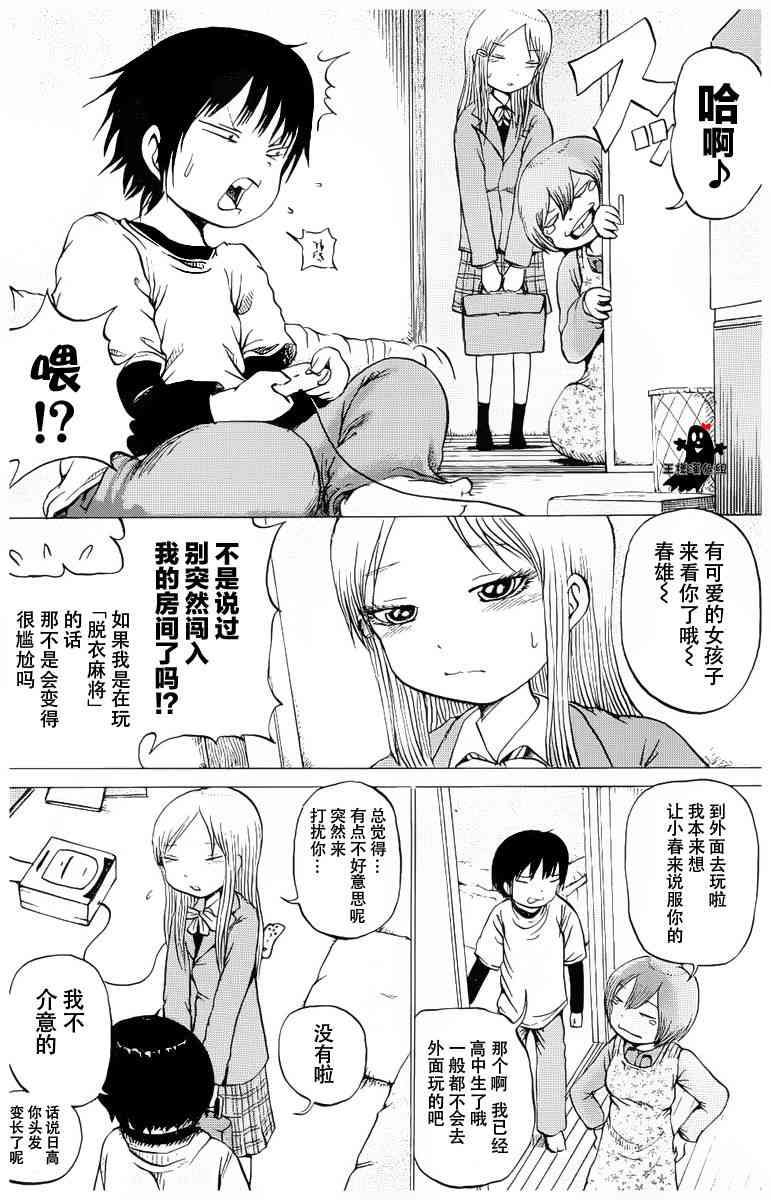 哈
啊♪
ズッ
喂
!?
王樣漢化組
有可爱的女孩子
来看你了哦～
春雄～
不是说过
别突然闯入
我的房间了吗!?
如果我是在玩
「脱衣麻将」
的话
那不是会变得
很尴尬吗
到外面去玩啦
我本来想
让小春来说服你的
那个啊 我已经
高中生了哦
一般都不会去
外面玩的吧
总觉得…
有点不好意思呢
突然来
打扰你…
没有啦
我不
介意的
话说日高
你头发
变长了呢